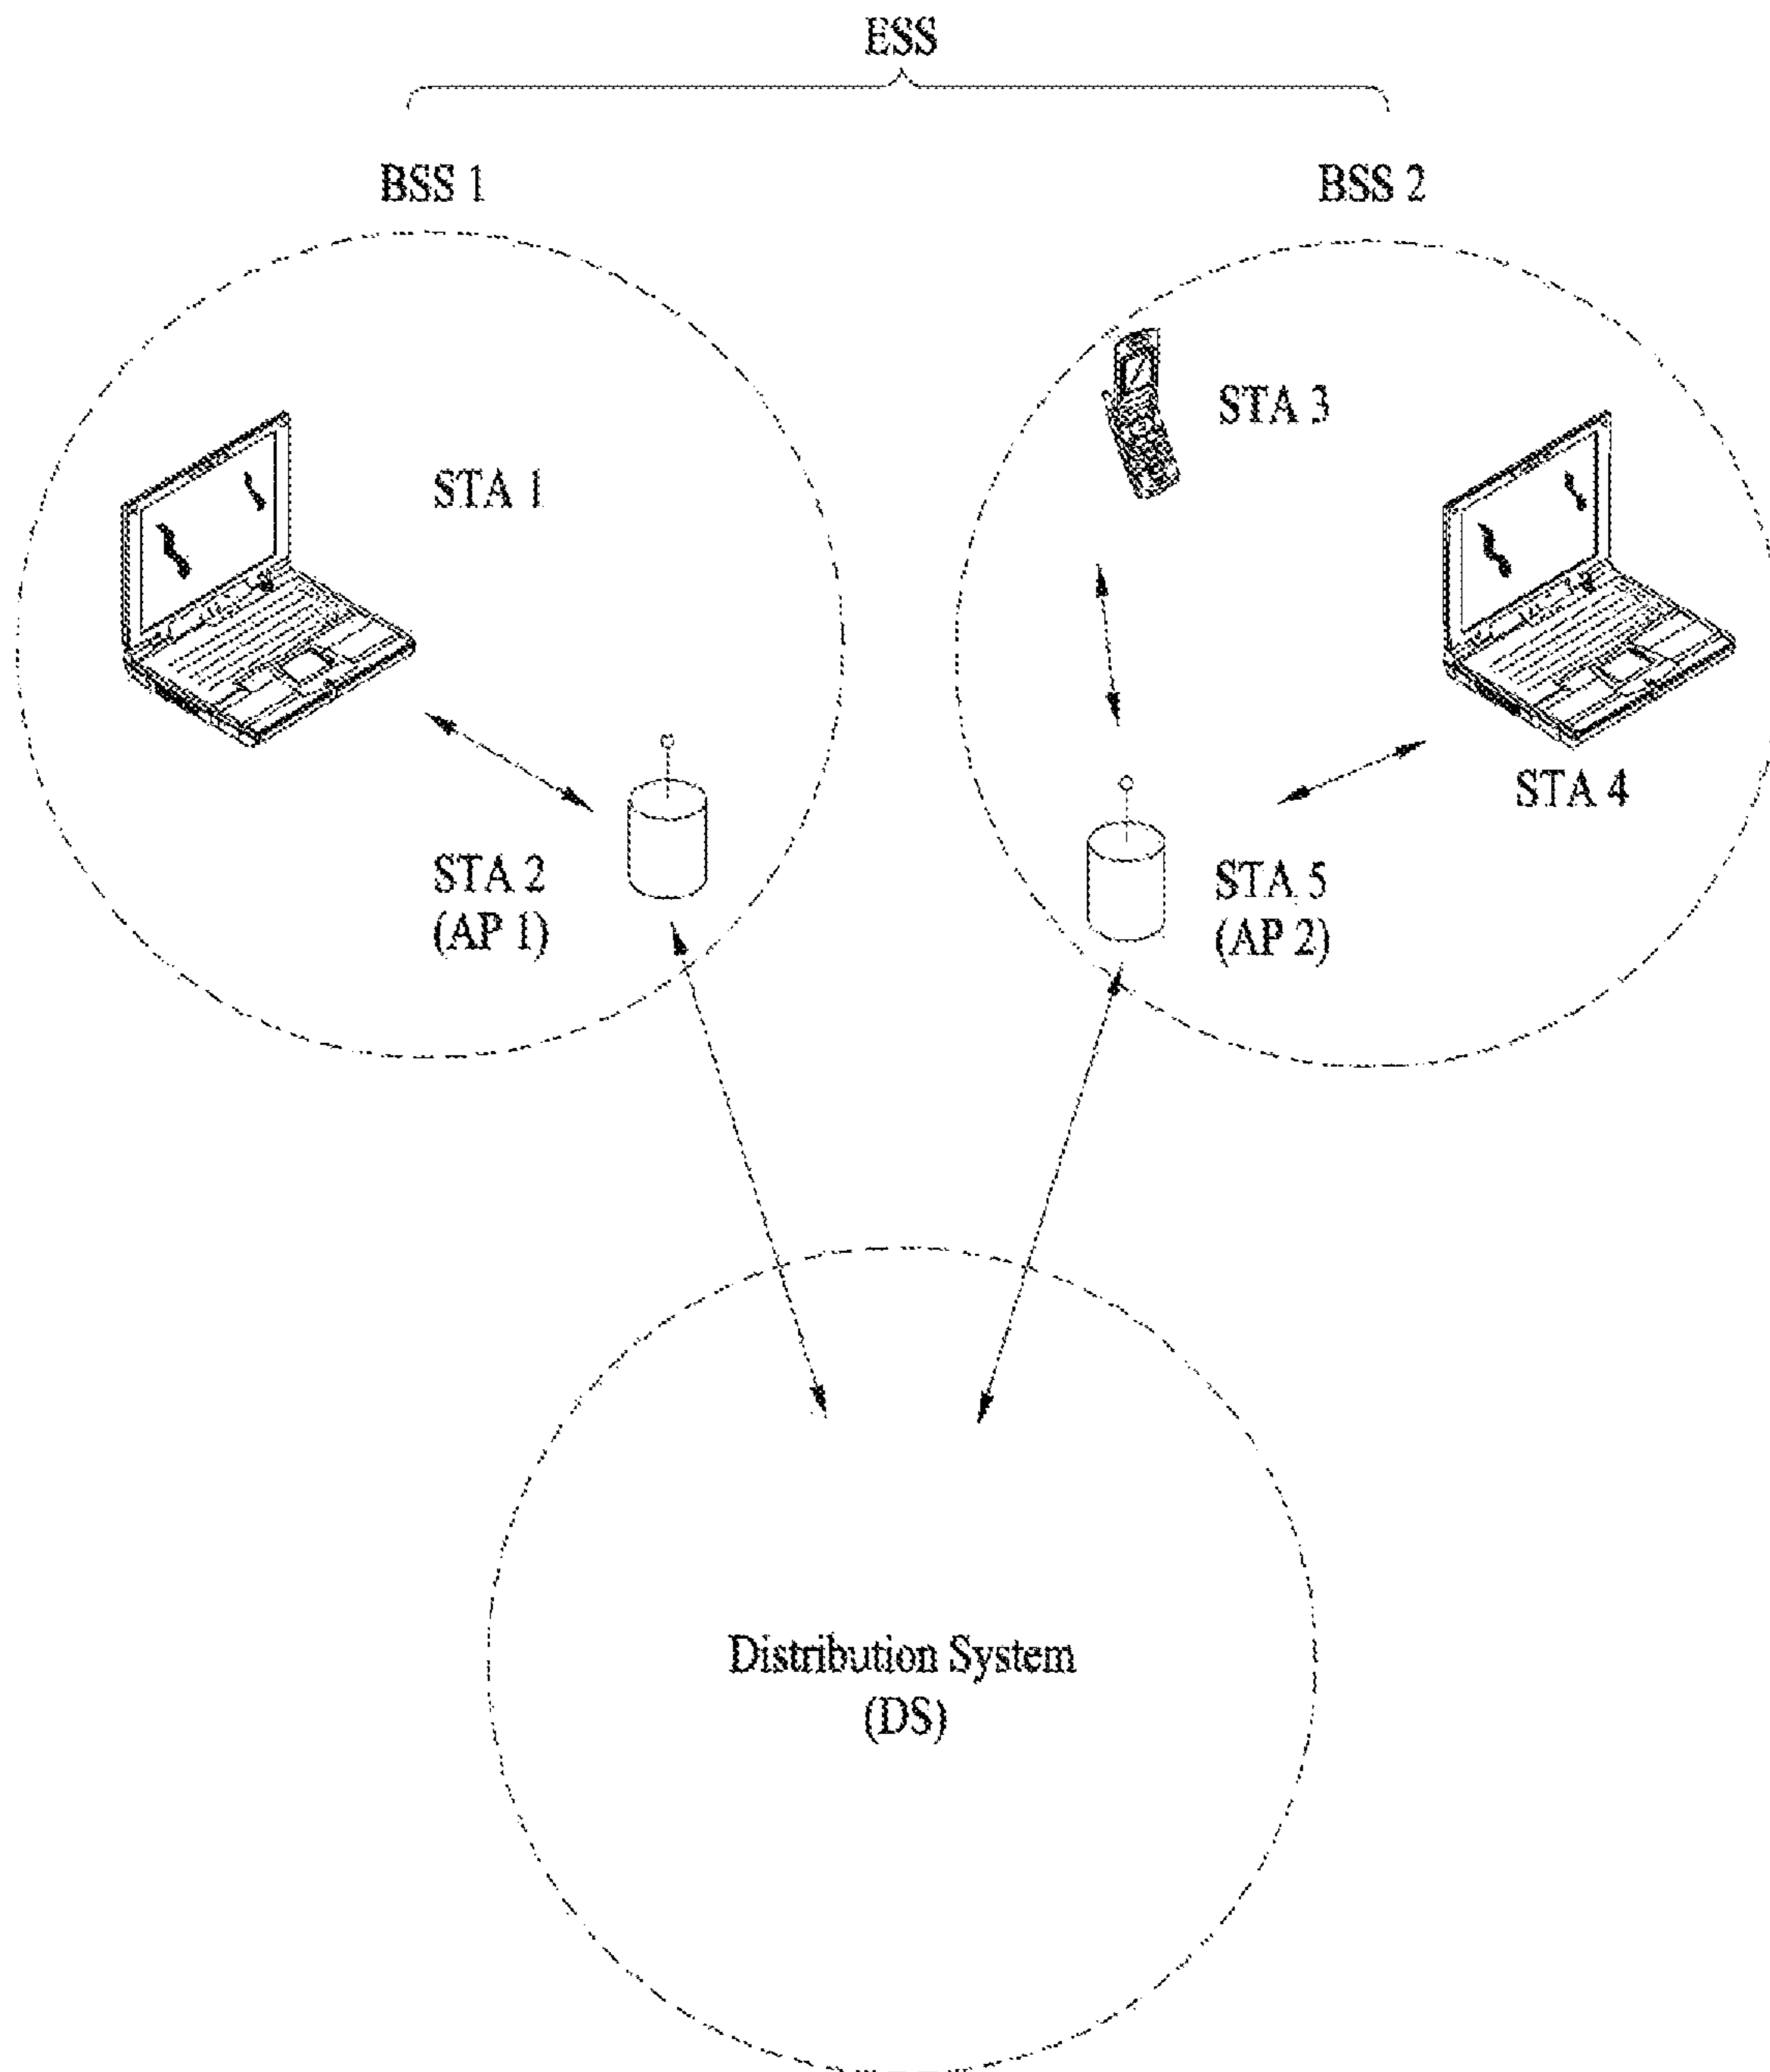 ESS
BSS 1
BSS 2
STA 3
STA 1
STA 4
STA 2
(AP 1)
STA 5
(AP 2)
Distribution System
(DS)